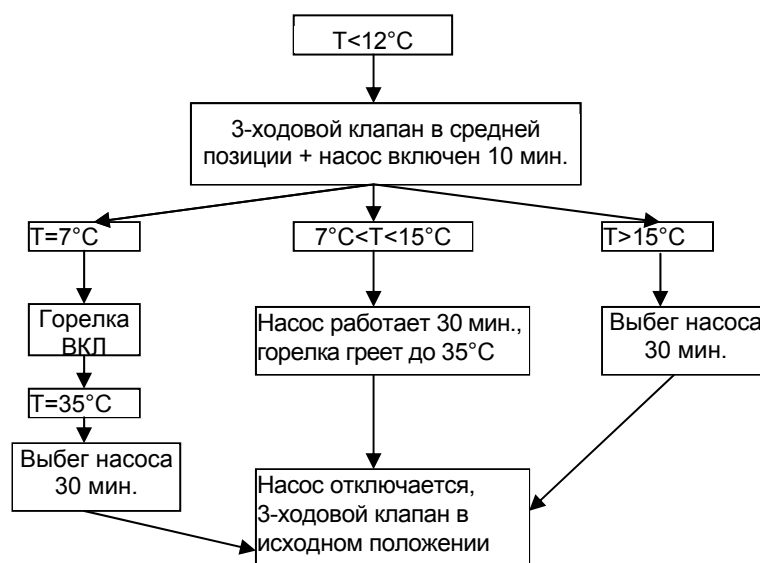 T<12°C
3-ходовой клапан в средней
позиции + насос включен 10 мин.
T=7°C
7°C<T<15°C
T>15°C
Горелка
ВКЛ
Насос работает 30 мин.,
горелка греет до 35°C
Выбег насоса
30 мин.
T=35°C
Выбег насоса
30 мин.
Насос отключается,
3-ходовой клапан в
исходном положении